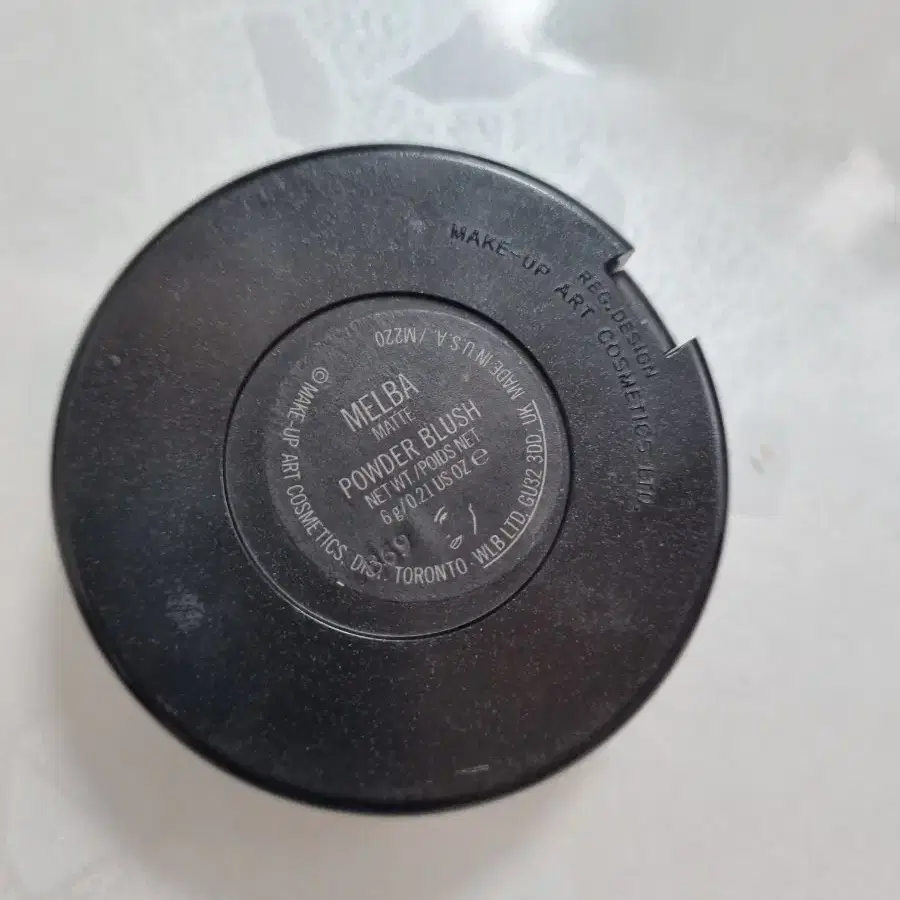 MAKE-UP ART COSMETICS LTD.
REG. DESIGN
MELBA
MATTE
POWDER BLUSH
NET WT./POIDS NET
6 g/0.21 US OZ e
© MAKE-UP ART COSMETICS, DIST. TORONTO · WLB LTD. GU32 3DD, UK. MADE IN U.S.A. / M220